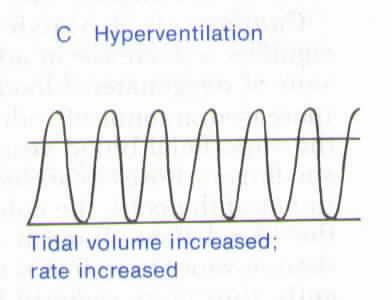 C Hyperventilation
Tidal volume increased;
rate increased